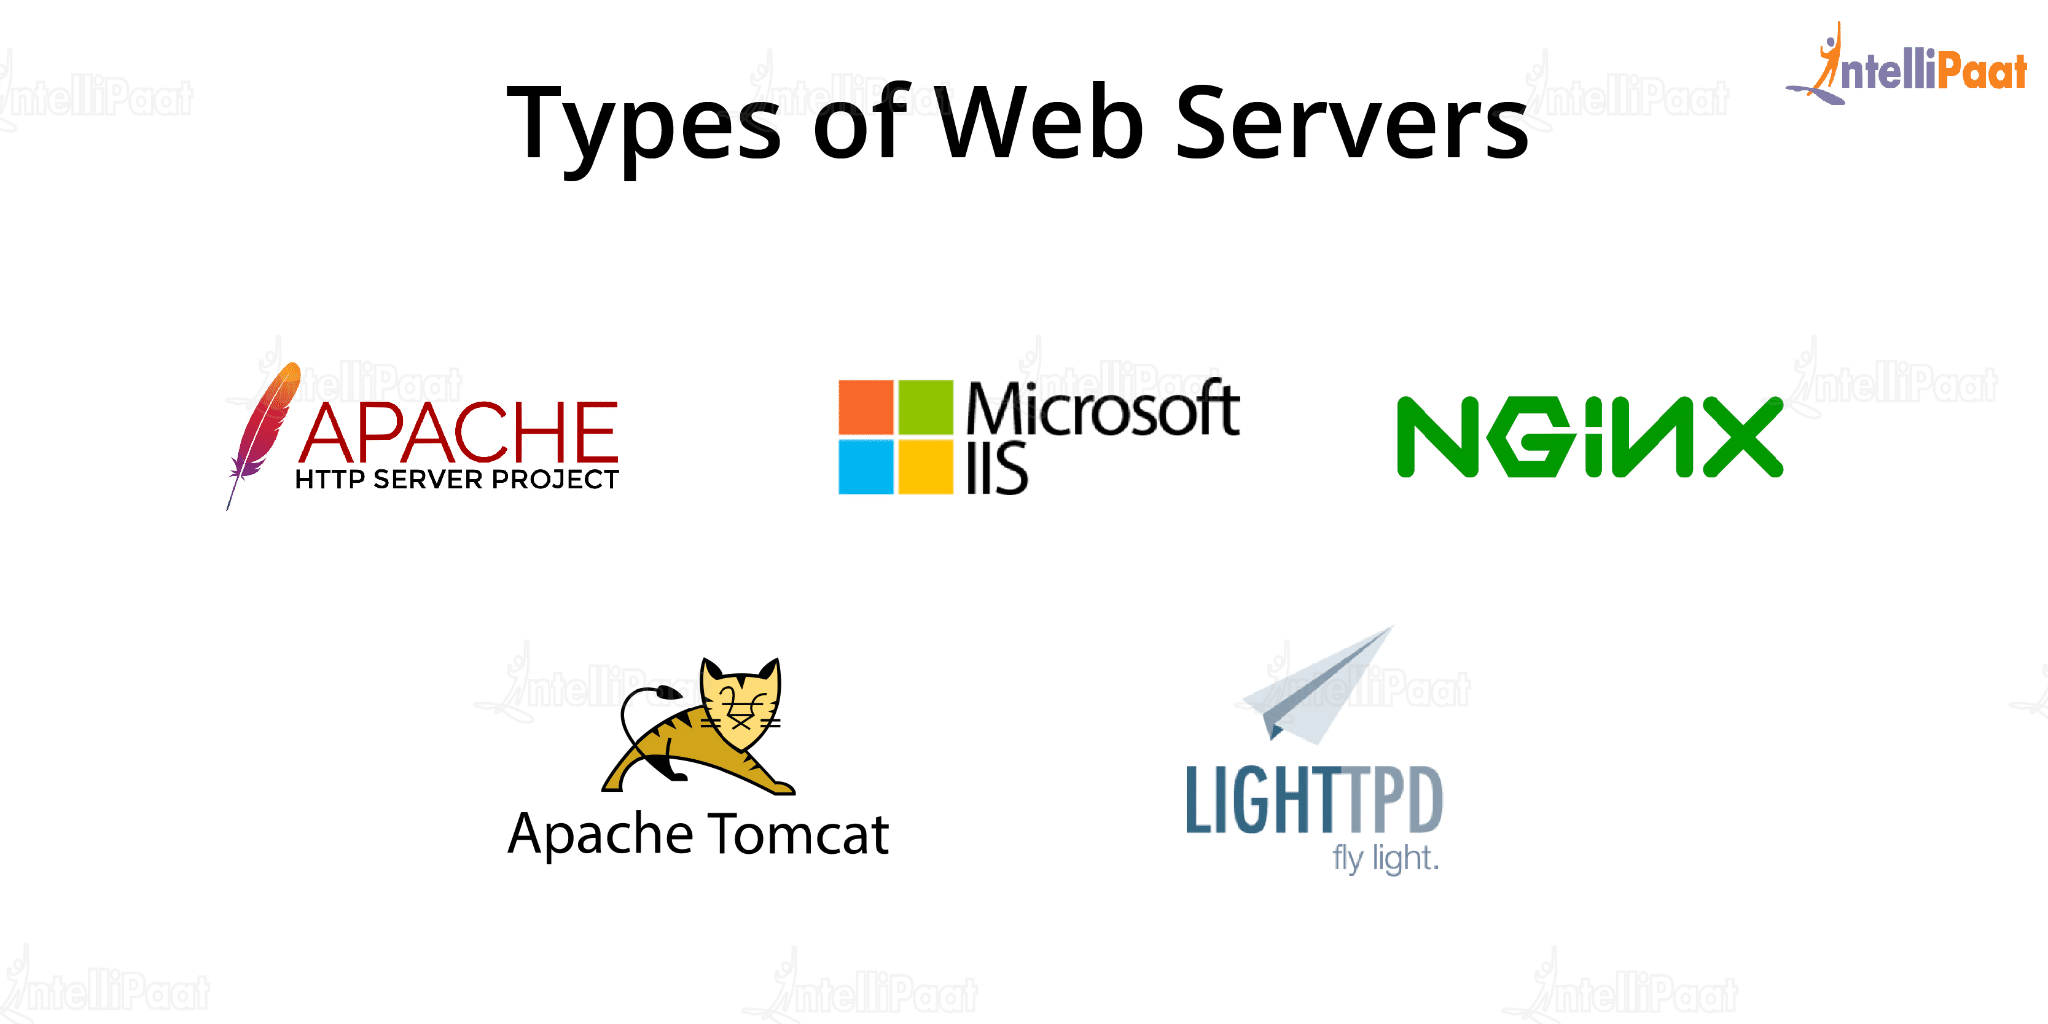 IntelliPaat
Types of Web Servers
APACHE
HTTP SERVER PROJECT
Microsoft
IIS
NGiNX
Apache Tomcat
LIGHTTPD
fly light.